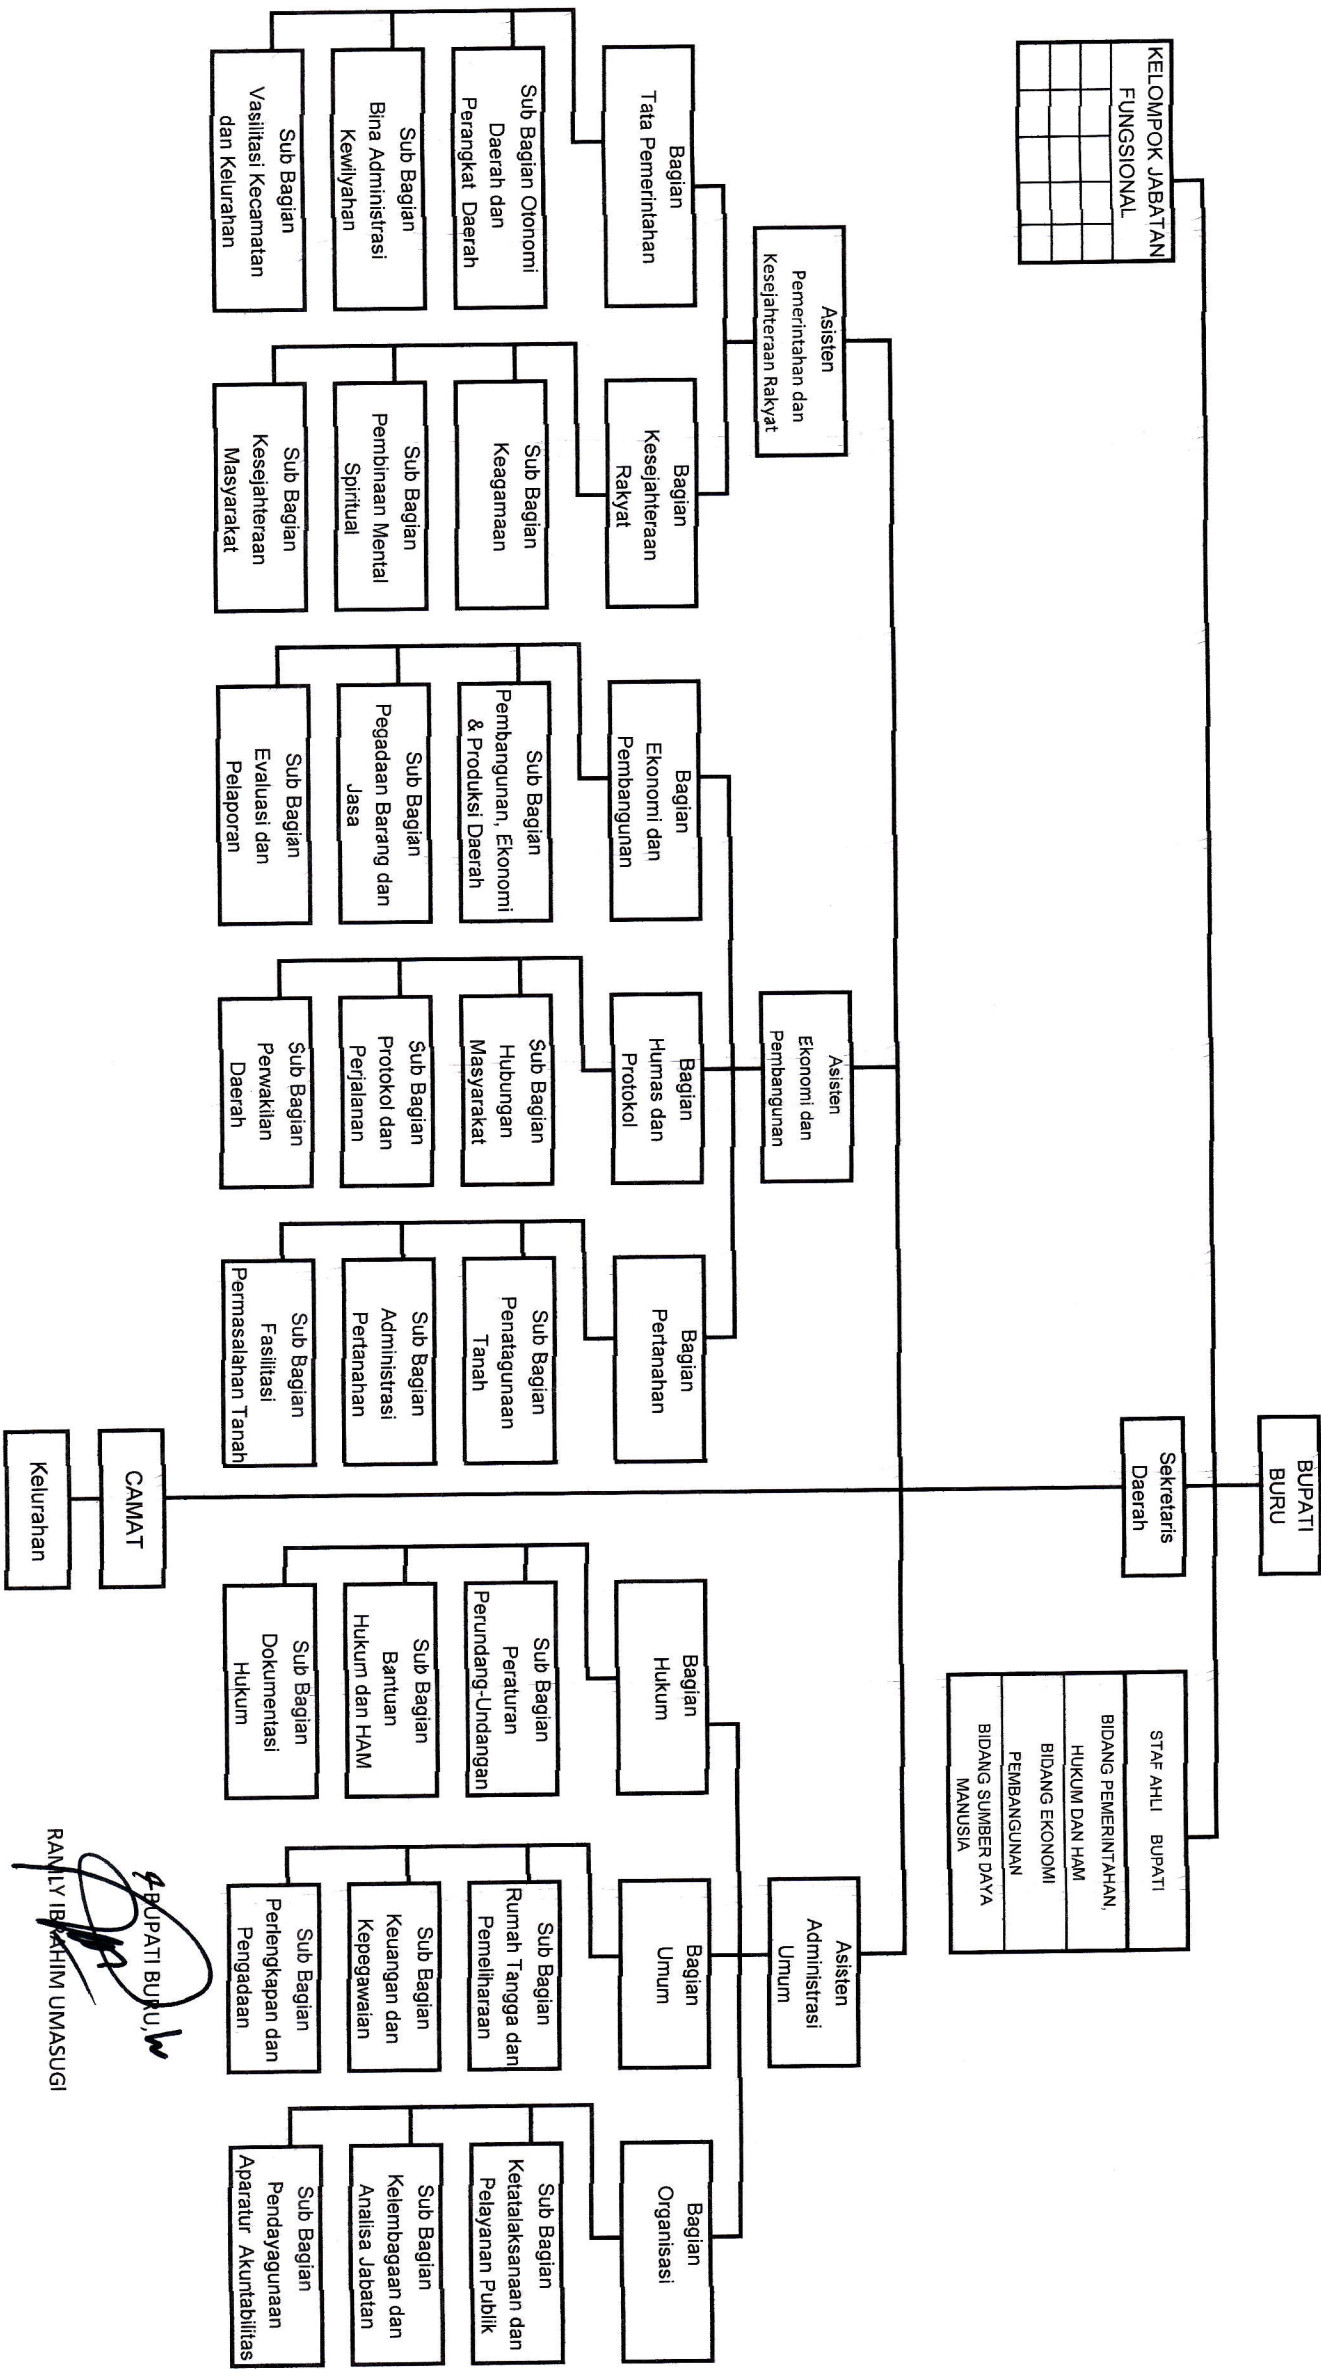 BUPATI
BURU
Sekretaris
Daerah
KELOMPOK JABATAN
FUNGSIONAL
STAF AHLI BUPATI
BIDANG PEMERINTAHAN,
HUKUM DAN HAM
BIDANG EKONOMI
PEMBANGUNAN
BIDANG SUMBER DAYA
MANUSIA
Asisten
Pemerintahan dan
Kesejahteraan Rakyat
Asisten
Ekonomi dan
Pembangunan
Asisten
Administrasi
Umum
Bagian
Tata Pemerintahan
Bagian
Kesejahteraan
Rakyat
Bagian
Ekonomi dan
Pembangunan
Bagian
Humas dan
Protokol
Bagian
Pertanahan
Bagian
Hukum
Bagian
Umum
Bagian
Organisasi
Sub Bagian Otonomi
Daerah dan
Perangkat Daerah
Sub Bagian
Keagamaan
Sub Bagian
Pembangunan, Ekonomi
& Produksi Daerah
Sub Bagian
Hubungan
Masyarakat
Sub Bagian
Penatagunaan
Tanah
Sub Bagian
Peraturan
Perundang-Undangan
Sub Bagian
Rumah Tangga dan
Pemeliharaan
Sub Bagian
Ketatalaksanaan dan
Pelayanan Publik
Sub Bagian
Bina Administrasi
Kewilyahan
Sub Bagian
Pembinaan Mental
Spiritual
Sub Bagian
Pegadaan Barang dan
Jasa
Sub Bagian
Protokol dan
Perjalanan
Sub Bagian
Administrasi
Pertanahan
Sub Bagian
Bantuan
Hukum dan HAM
Sub Bagian
Keuangan dan
Kepegawaian
Sub Bagian
Kelembagaan dan
Analisa Jabatan
Sub Bagian
Vasilitasi Kecamatan
dan Kelurahan
Sub Bagian
Kesejahteraan
Masyarakat
Sub Bagian
Evaluasi dan
Pelaporan
Sub Bagian
Perwakilan
Daerah
Sub Bagian
Fasilitasi
Permasalahan Tanah
Sub Bagian
Dokumentasi
Hukum
Sub Bagian
Perlengkapan dan
Pengadaan
Sub Bagian
Pendayagunaan
Aparatur Akuntabilitas
CAMAT
Kelurahan
BUPATI BURU,
RAMLY IBRAHIM UMASUGI